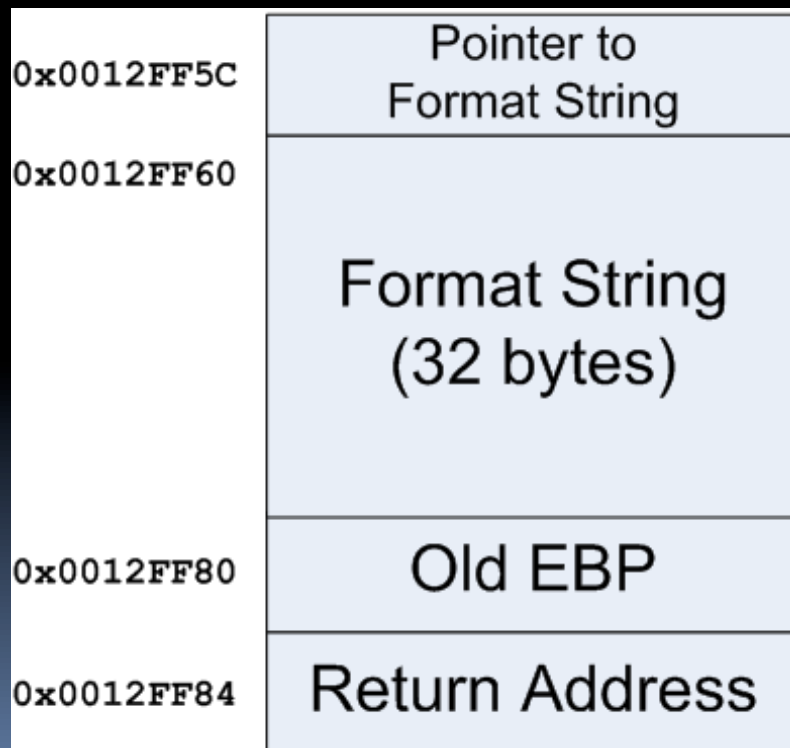 0x0012FF5C
Pointer to
Format String
0x0012FF60
Format String
(32 bytes)
0x0012FF80
Old EBP
0x0012FF84
Return Address